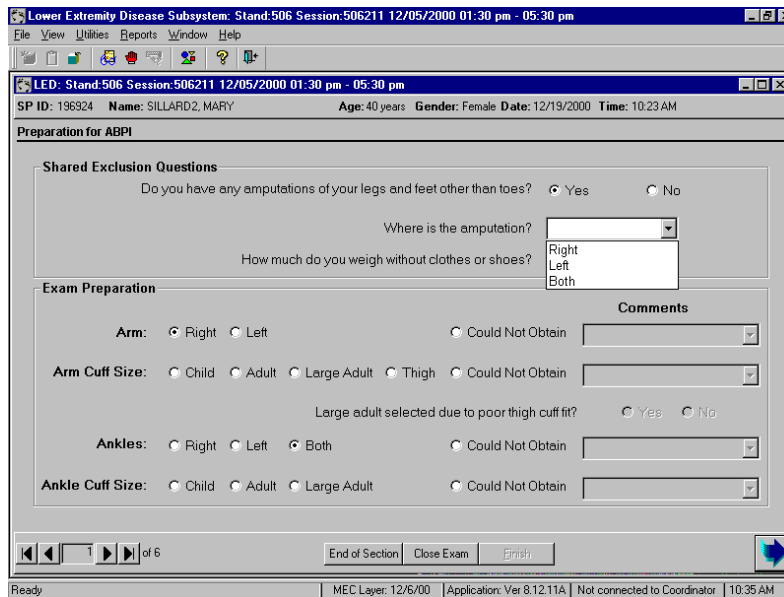 Lower Extremity Disease Subsystem: Stand:506 Session:506211 12/05/2000 01:30 pm - 05:30 pm
File View Utilities Reports Window Help
LED: Stand:506 Session:506211 12/05/2000 01:30 pm - 05:30 pm
SP ID: 196924 Name: SILLARD2, MARY Age: 40 years Gender: Female Date: 12/19/2000 Time: 10:23 AM
Preparation for ABPI
Shared Exclusion Questions
Do you have any amputations of your legs and feet other than toes? Yes No
Where is the amputation?
Right
How much do you weigh without clothes or shoes? Left
Both
Exam Preparation
Comments
Arm: Right Left Could Not Obtain
Arm Cuff Size: Child Adult Large Adult Thigh Could Not Obtain
Large adult selected due to poor thigh cuff fit? Yes No
Ankles: Right Left Both Could Not Obtain
Ankle Cuff Size: Child Adult Large Adult Could Not Obtain
1 of 6 End of Section Close Exam Finish
Ready MEC Layer: 12/6/00 Application: Ver 8.12.11A Not connected to Coordinator 10:35 AM